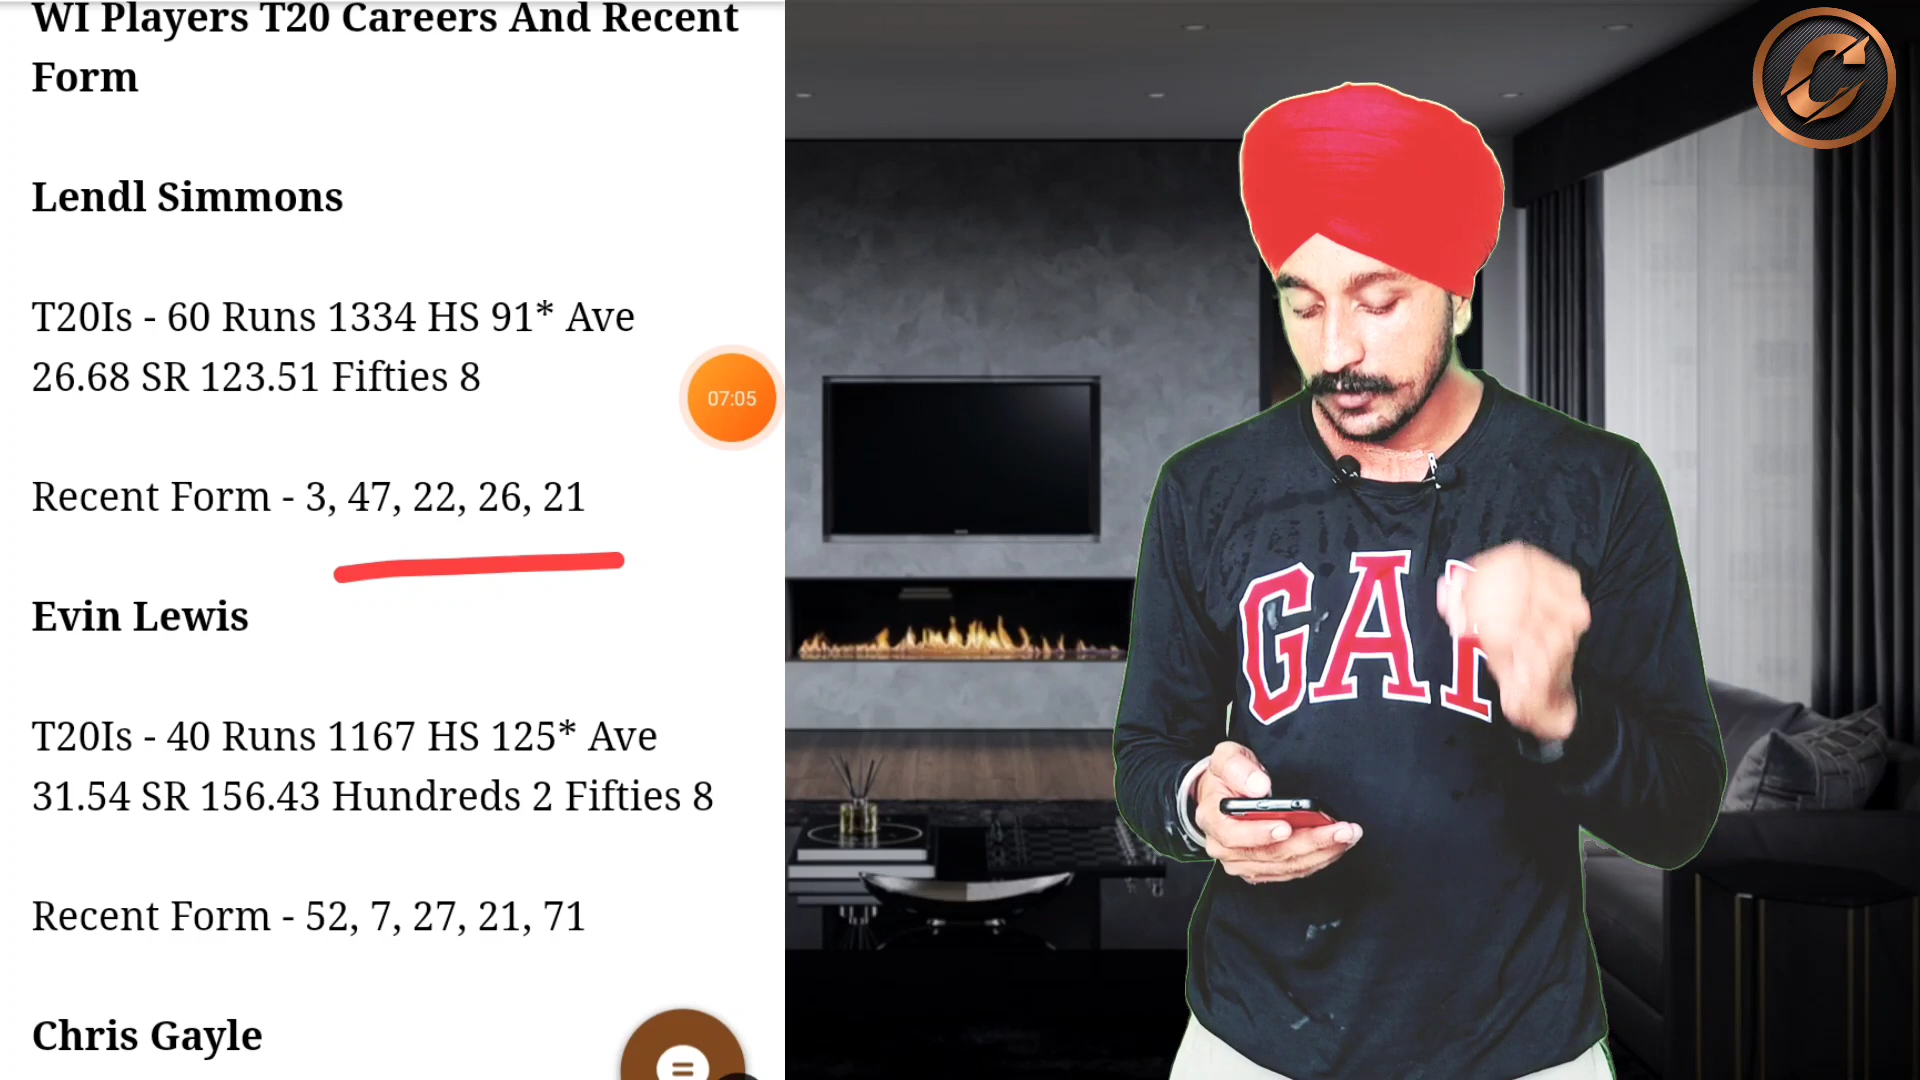 WI Players T20 Careers And Recent
Form
Lendl Simmons
T20Is - 60 Runs 1334 HS 91* Ave
26.68 SR 123.51 Fifties 8
07:05
Recent Form - 3, 47, 22, 26, 21
Evin Lewis
T20Is - 40 Runs 1167 HS 125* Ave
31.54 SR 156.43 Hundreds 2 Fifties 8
Recent Form - 52, 7, 27, 21, 71
Chris Gayle
C
GAP